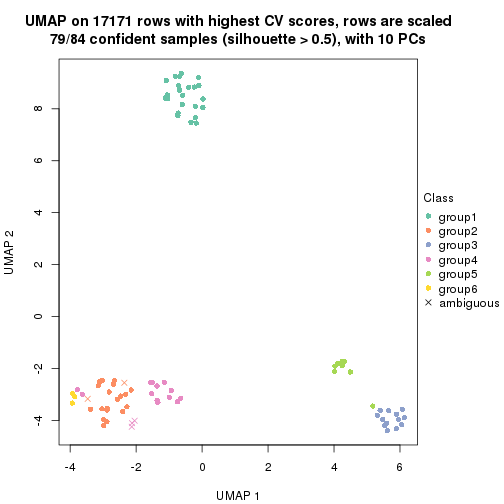 UMAP on 17171 rows with highest CV scores, rows are scaled
79/84 confident samples (silhouette > 0.5), with 10 PCs
8
6
4
2
0
-2
-4
UMAP 2
-4
-2
0
2
4
6
UMAP 1
Class
group1
group2
group3
group4
group5
group6
ambiguous